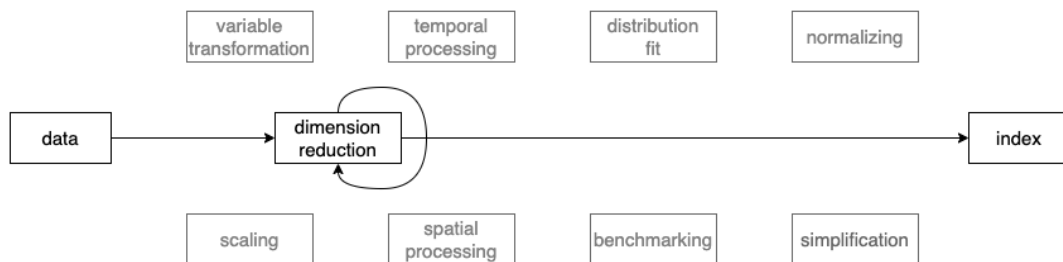 variable
transformation
temporal
processing
distribution
fit
normalizing
data
dimension
reduction
index
scaling
spatial
processing
benchmarking
simplification